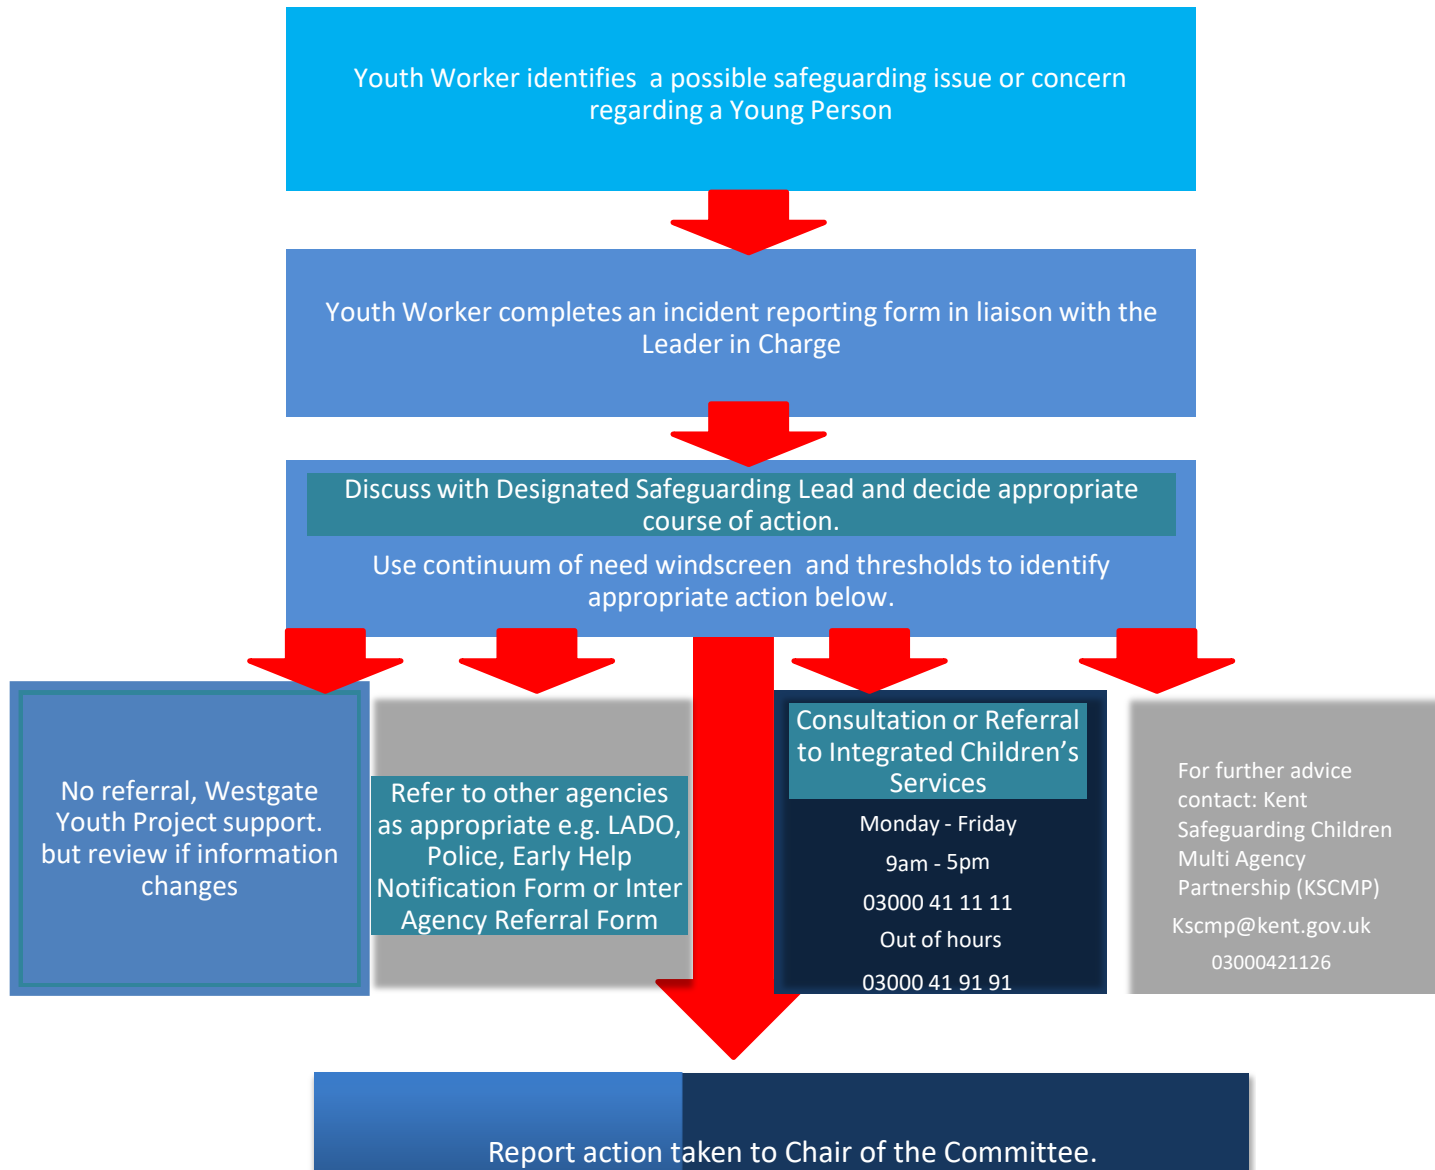 Youth Worker identifies a possible safeguarding issue or concern
regarding a Young Person
Youth Worker completes an incident reporting form in liaison with the
Leader in Charge
Discuss with Designated Safeguarding Lead and decide appropriate
course of action.
Use continuum of need windscreen and thresholds to identify
appropriate action below.
No referral, Westgate
Youth Project support.
but review if information
changes
Refer to other agencies
as appropriate e.g. LADO,
Police, Early Help
Notification Form or Inter
Agency Referral Form
Consultation or Referral
to Integrated Children’s
Services
Monday - Friday
9am - 5pm
03000 41 11 11
Out of hours
03000 41 91 91
For further advice
contact: Kent
Safeguarding Children
Multi Agency
Partnership (KSCMP)
Kscmp@kent.gov.uk
03000421126
Report action taken to Chair of the Committee.